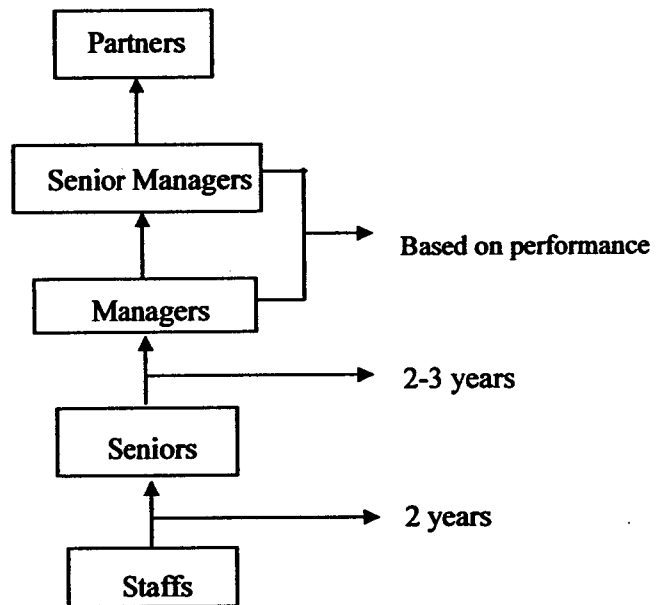 Partners
Senior Managers
Based on performance
Managers
2-3 years
Seniors
2 years
Staffs